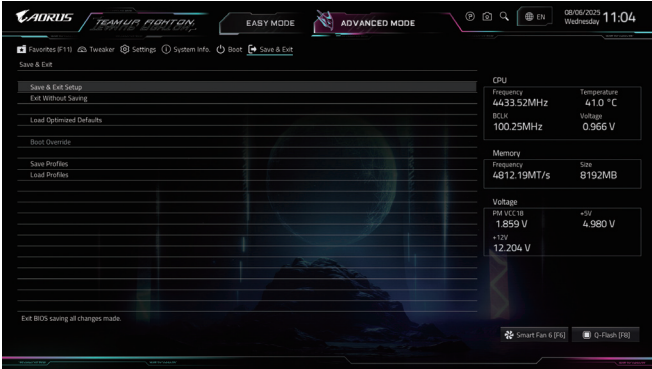 AORUS
TEAM UP. FIGHT ON.
EASY MODE
ADVANCED MODE
EN
08/06/2025
Wednesday
11:04
Favorites (F11)
Tweaker
Settings
System Info.
Boot
Save & Exit
Save & Exit
Save & Exit Setup
Exit Without Saving
Load Optimized Defaults
Boot Override
Save Profiles
Load Profiles
Exit BIOS saving all changes made.
CPU
Frequency Temperature
4433.52MHz 41.0 °C
BCLK Voltage
100.25MHz 0.966 V
Memory
Frequency Size
4812.19MT/s 8192MB
Voltage
PM VCC18 +5V
1.859 V 4.980 V
+12V
12.204 V
Smart Fan 6 [F6]
Q-Flash [F8]